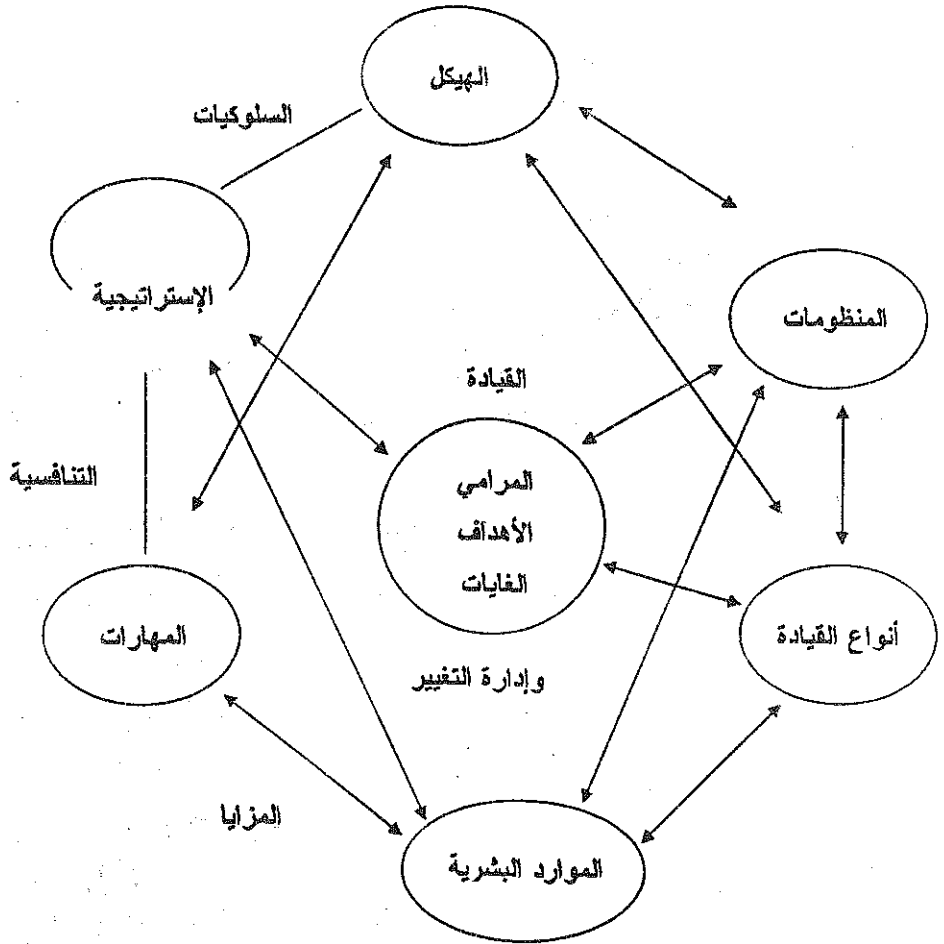 الهيكل
السلوكيات
الإستراتيجية
المنظومات
القيادة
المرامي
الأهداف
الغايات
التنافسية
المهارات
أنواع القيادة
وإدارة التغيير
المزايا
الموارد البشرية